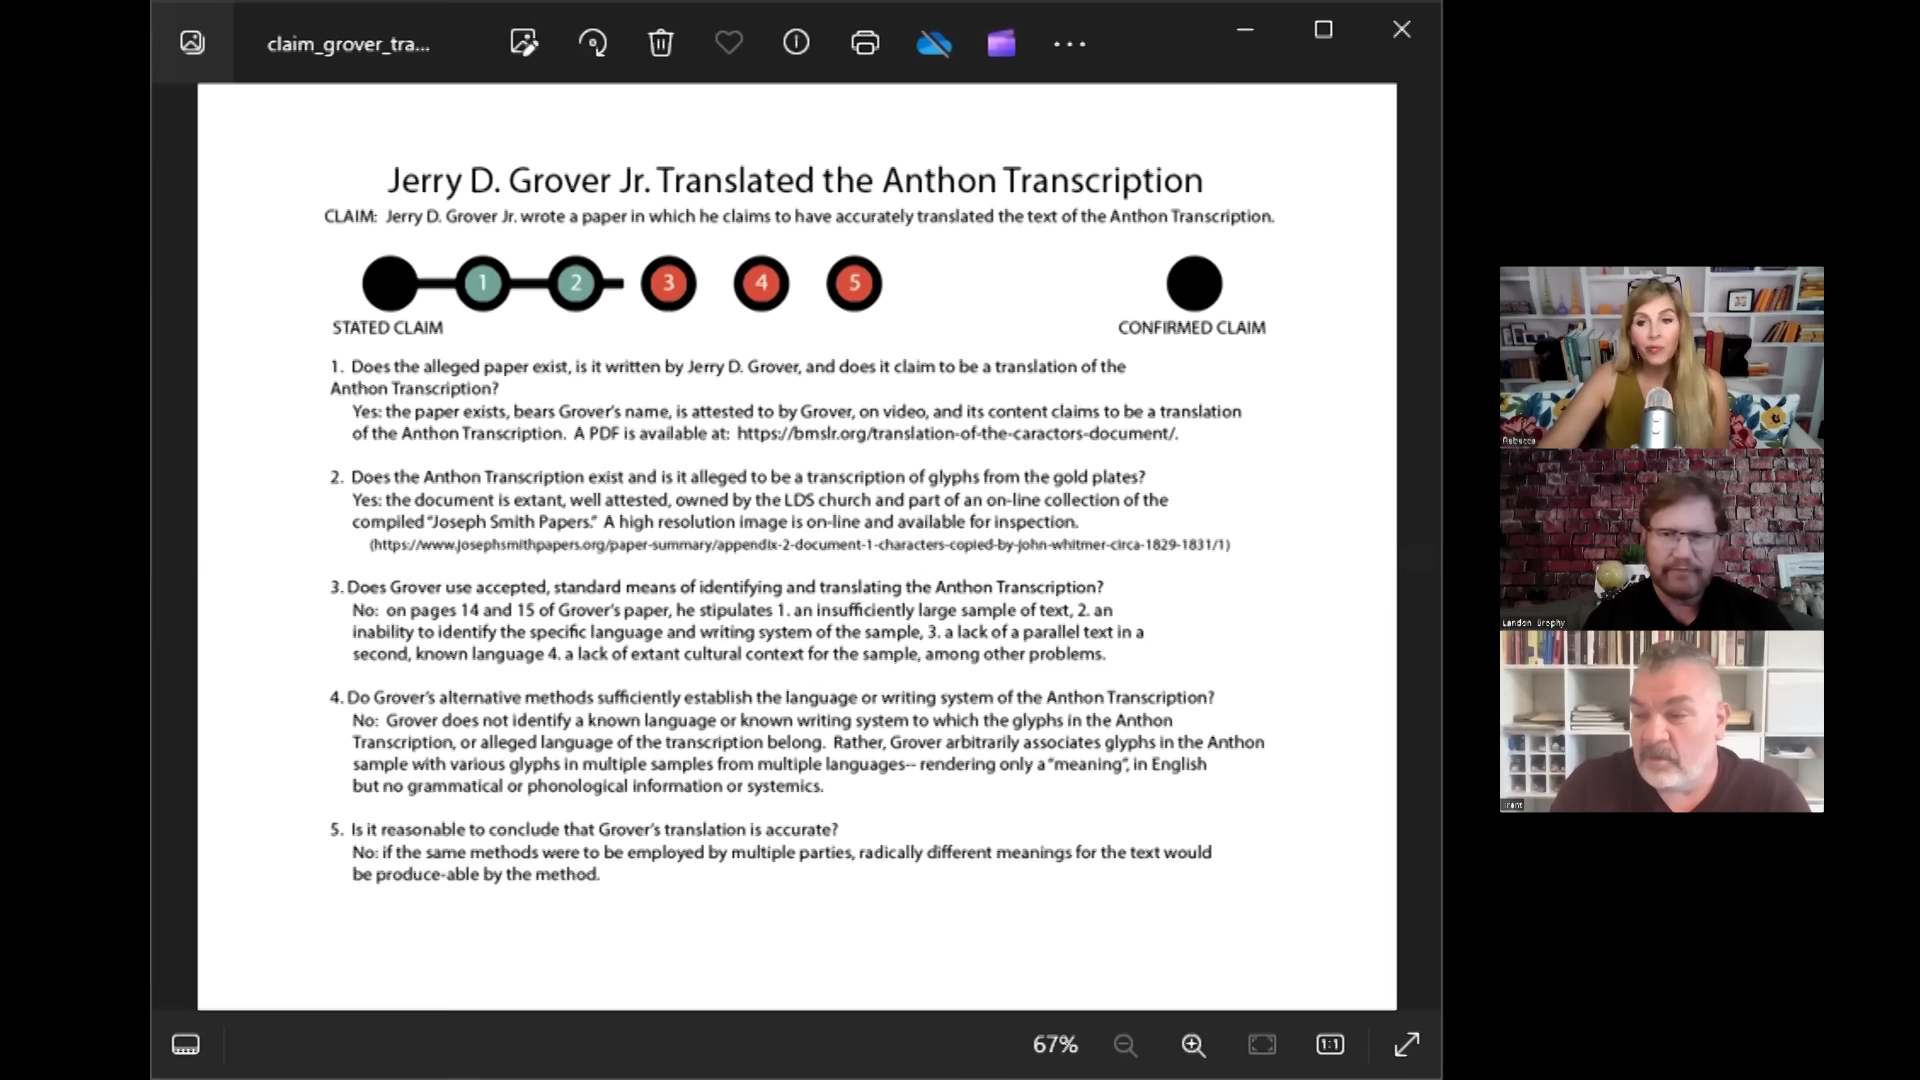 claim_grover_tra...
Jerry D. Grover Jr. Translated the Anthon Transcription
CLAIM: Jerry D. Grover Jr. wrote a paper in which he claims to have accurately translated the text of the Anthon Transcription.
1 2 3 4 5
STATED CLAIM CONFIRMED CLAIM
1. Does the alleged paper exist, is it written by Jerry D. Grover, and does it claim to be a translation of the
Anthon Transcription?
Yes: the paper exists, bears Grover's name, is attested to by Grover, on video, and its content claims to be a translation
of the Anthon Transcription. A PDF is available at: https://bmslr.org/translation-of-the-caractors-document/.
2. Does the Anthon Transcription exist and is it alleged to be a transcription of glyphs from the gold plates?
Yes: the document is extant, well attested, owned by the LDS church and part of an on-line collection of the
compiled "Joseph Smith Papers." A high resolution image is on-line and available for inspection.
(https://www.josephsmithpapers.org/paper-summary/appendix-2-document-1-characters-copied-by-john-whitmer-circa-1829-1831/1)
3. Does Grover use accepted, standard means of identifying and translating the Anthon Transcription?
No: on pages 14 and 15 of Grover's paper, he stipulates 1. an insufficiently large sample of text, 2. an
inability to identify the specific language and writing system of the sample, 3. a lack of a parallel text in a
second, known language 4. a lack of extant cultural context for the sample, among other problems.
4. Do Grover's alternative methods sufficiently establish the language or writing system of the Anthon Transcription?
No: Grover does not identify a known language or known writing system to which the glyphs in the Anthon
Transcription, or alleged language of the transcription belong. Rather, Grover arbitrarily associates glyphs in the Anthon
sample with various glyphs in multiple samples from multiple languages-- rendering only a "meaning", in English
but no grammatical or phonological information or systemics.
5. Is it reasonable to conclude that Grover's translation is accurate?
No: if the same methods were to be employed by multiple parties, radically different meanings for the text would
be produce-able by the method.
67%
1:1
Rebecca
Landon Brophy